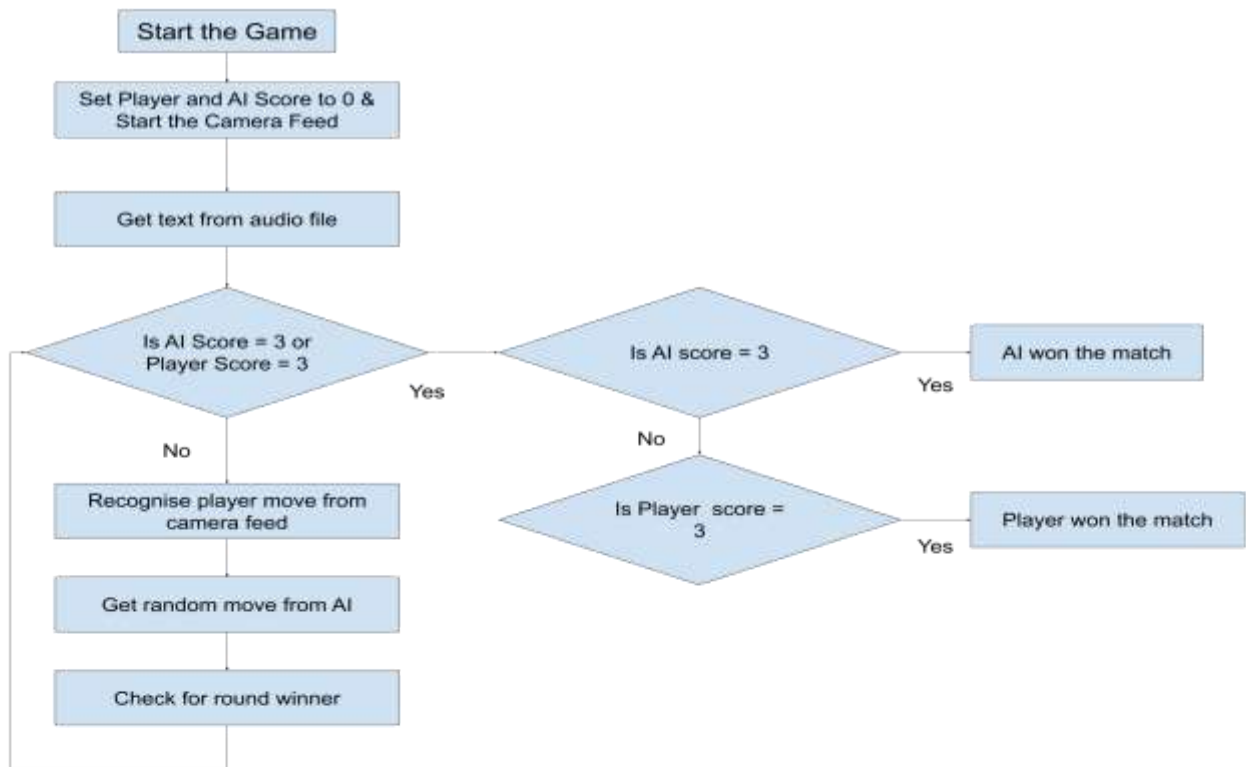 Start the Game
Set Player and AI Score to 0 &
Start the Camera Feed
Get text from audio file
Is AI Score = 3 or
Player Score = 3
Yes
Is AI score = 3
Yes
AI won the match
No
No
Is Player score =
3
Yes
Player won the match
Recognise player move from
camera feed
Get random move from AI
Check for round winner